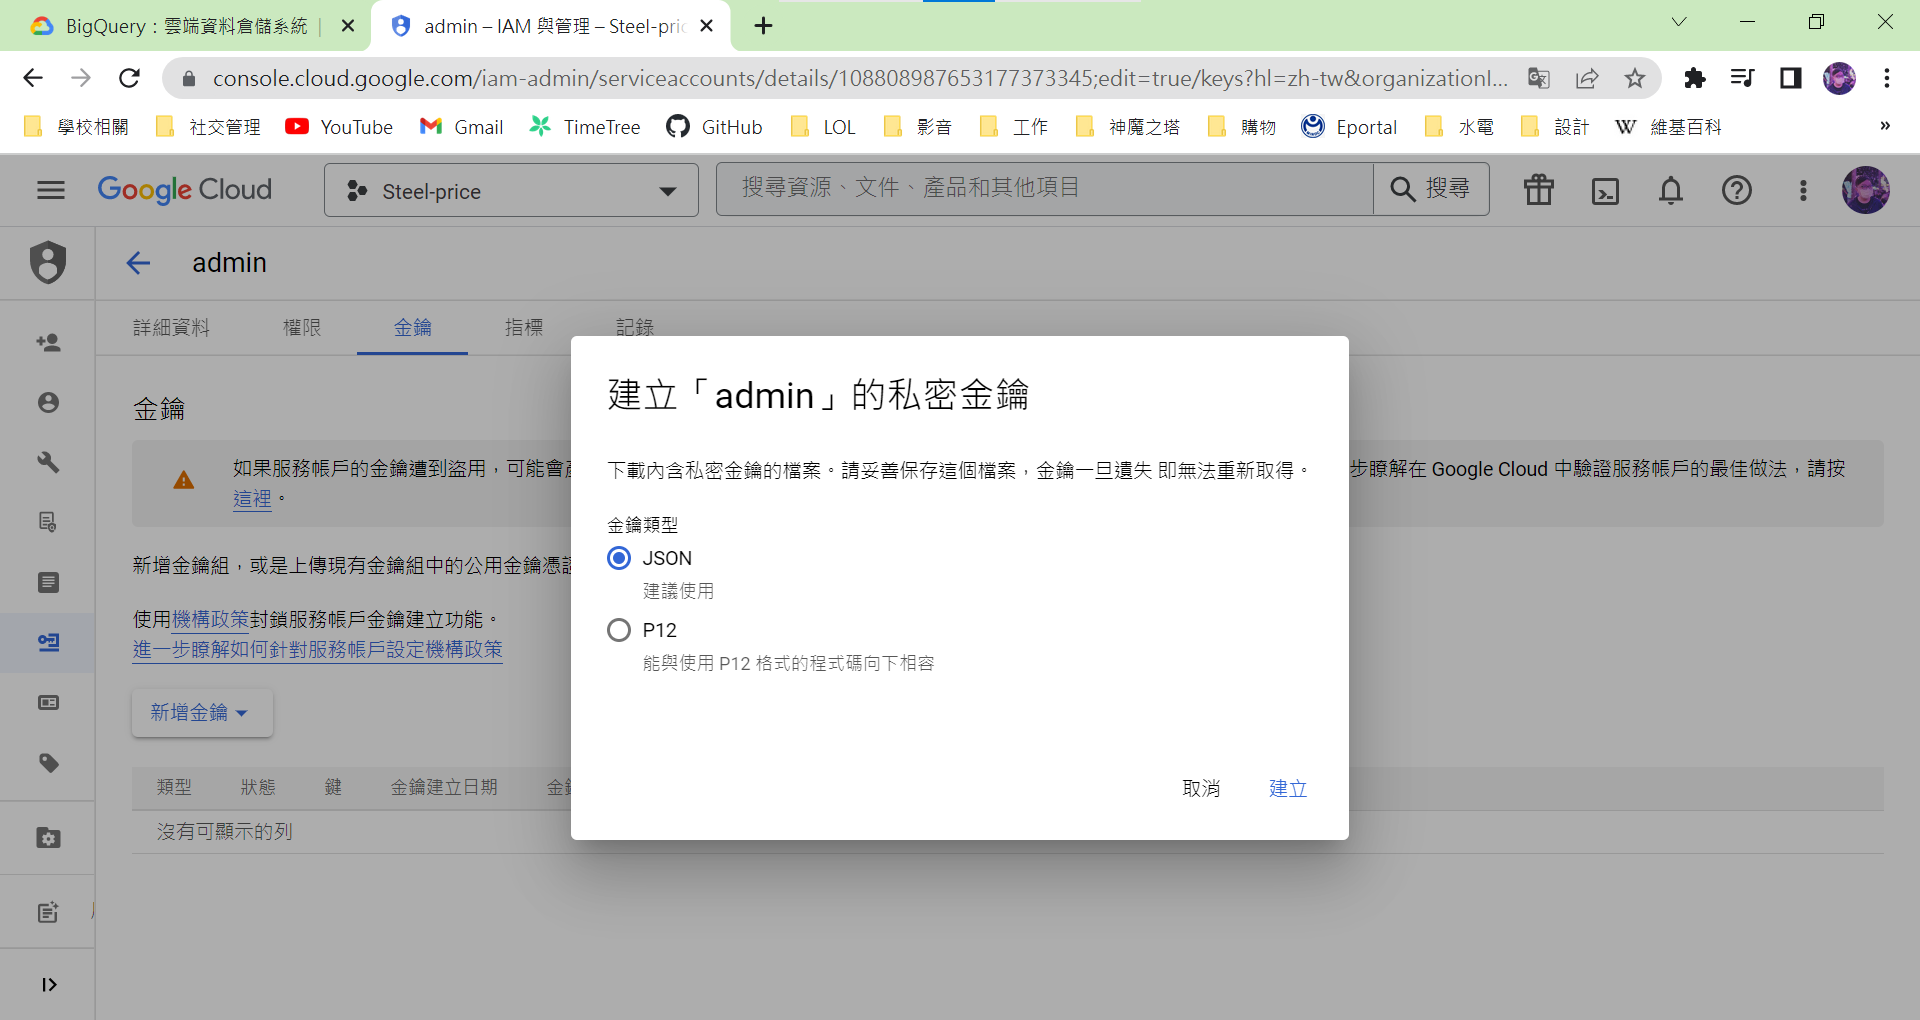 BigQuery：雲端資料倉儲系統
admin – IAM 與管理 – Steel-pric
console.cloud.google.com/iam-admin/serviceaccounts/details/108808987653177373345;edit=true/keys?hl=zh-tw&organizationI...
學校相關 社交管理 YouTube Gmail TimeTree GitHub LOL 影音 工作 神魔之塔 購物 Eportal 水電 設計 維基百科 »
Google Cloud
Steel-price
搜尋資源、文件、產品和其他項目
搜尋
admin
詳細資料 權限 金鑰 指標 記錄
金鑰
如果服務帳戶的金鑰遭到盜用，可能會
步瞭解在 Google Cloud 中驗證服務帳戶的最佳做法，請按
這裡。
新增金鑰組，或是上傳現有金鑰組中的公用金鑰憑
使用機構政策封鎖服務帳戶金鑰建立功能。
進一步瞭解如何針對服務帳戶設定機構政策
新增金鑰
類型 狀態 鍵 金鑰建立日期 金
沒有可顯示的列
建立「admin」的私密金鑰
下載內含私密金鑰的檔案。請妥善保存這個檔案，金鑰一旦遺失 即無法重新取得。
金鑰類型
JSON
建議使用
P12
能與使用 P12 格式的程式碼向下相容
取消 建立